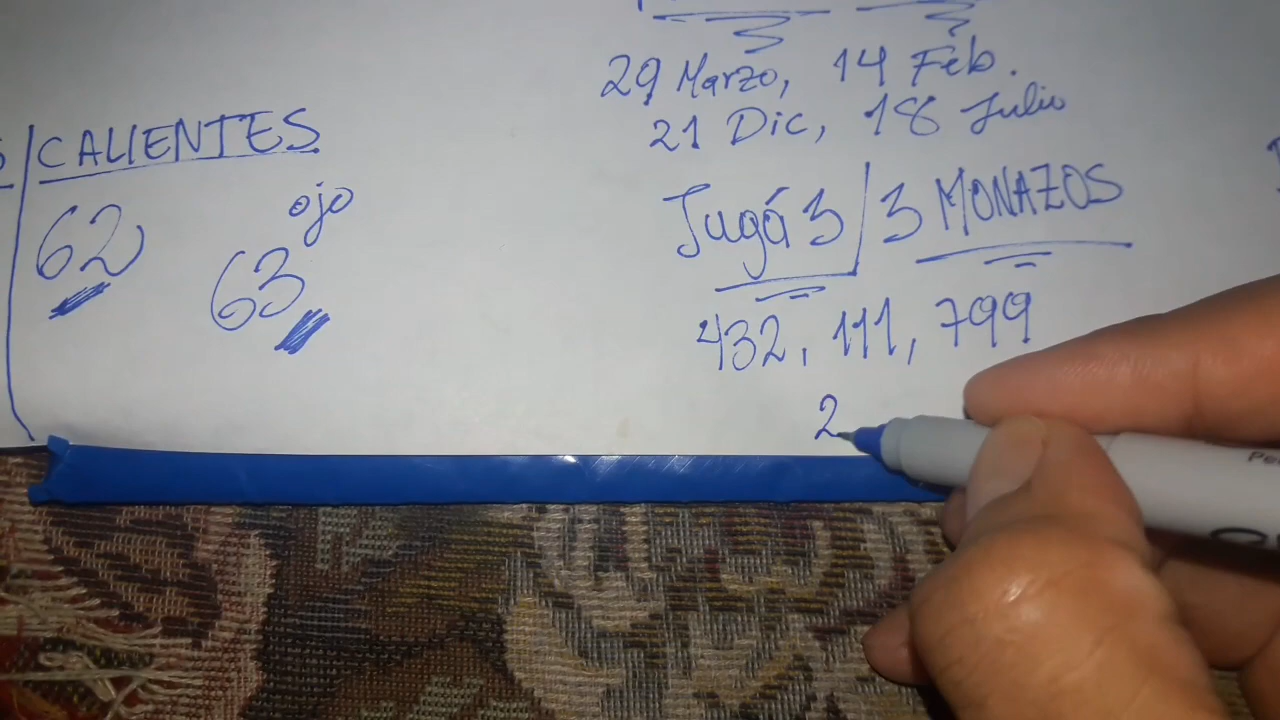 CALIENTES
ojo
62
63
29 Marzo, 14 Feb.
21 Dic, 18 Julio
Jugá 3 / 3 MONAZOS
432, 111, 799
2